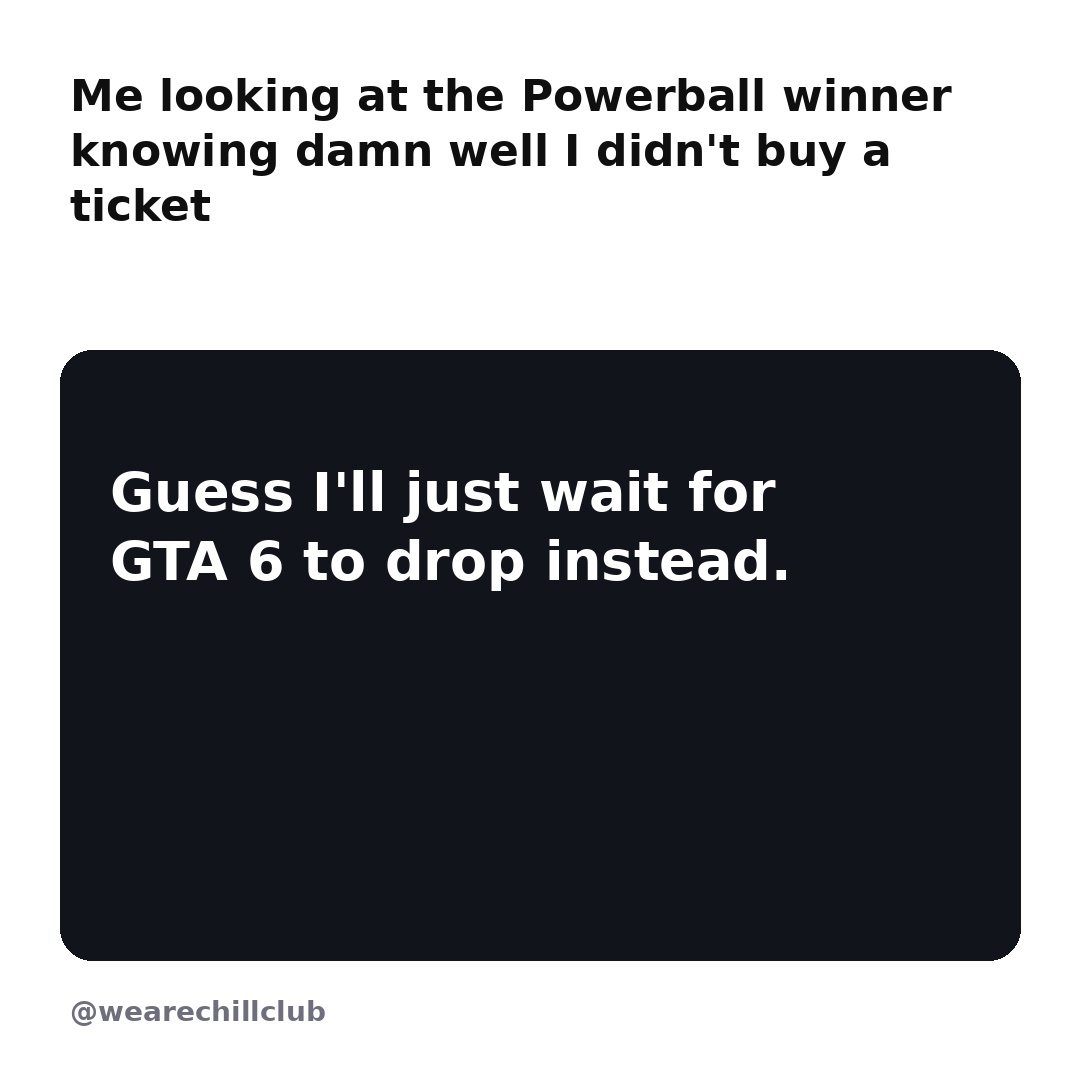 Me looking at the Powerball winner
knowing damn well I didn't buy a
ticket
Guess I'll just wait for
GTA 6 to drop instead.
@wearechillclub